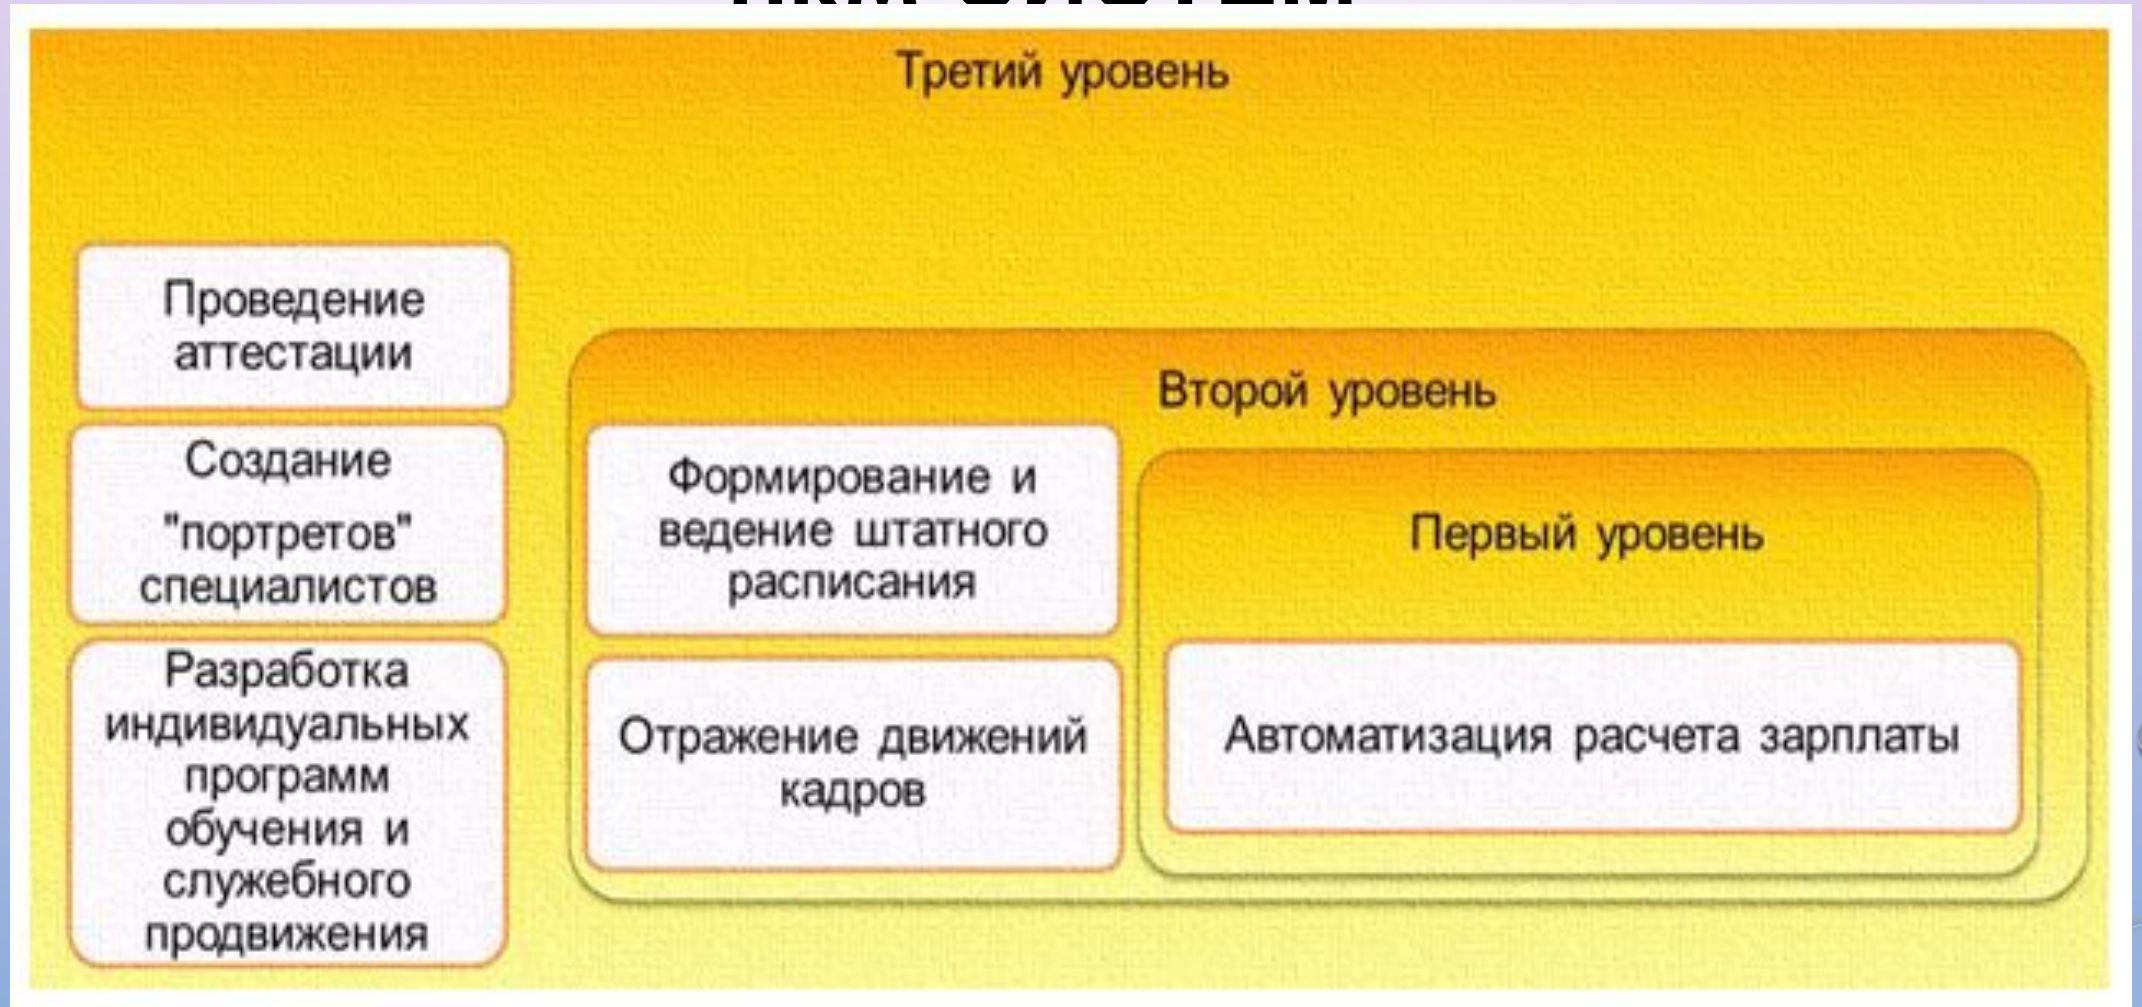 Третий уровень
Проведение
аттестации
Создание
"портретов"
специалистов
Разработка
индивидуальных
программ
обучения и
служебного
продвижения
Второй уровень
Формирование и
ведение штатного
расписания
Отражение движений
кадров
Первый уровень
Автоматизация расчета зарплаты